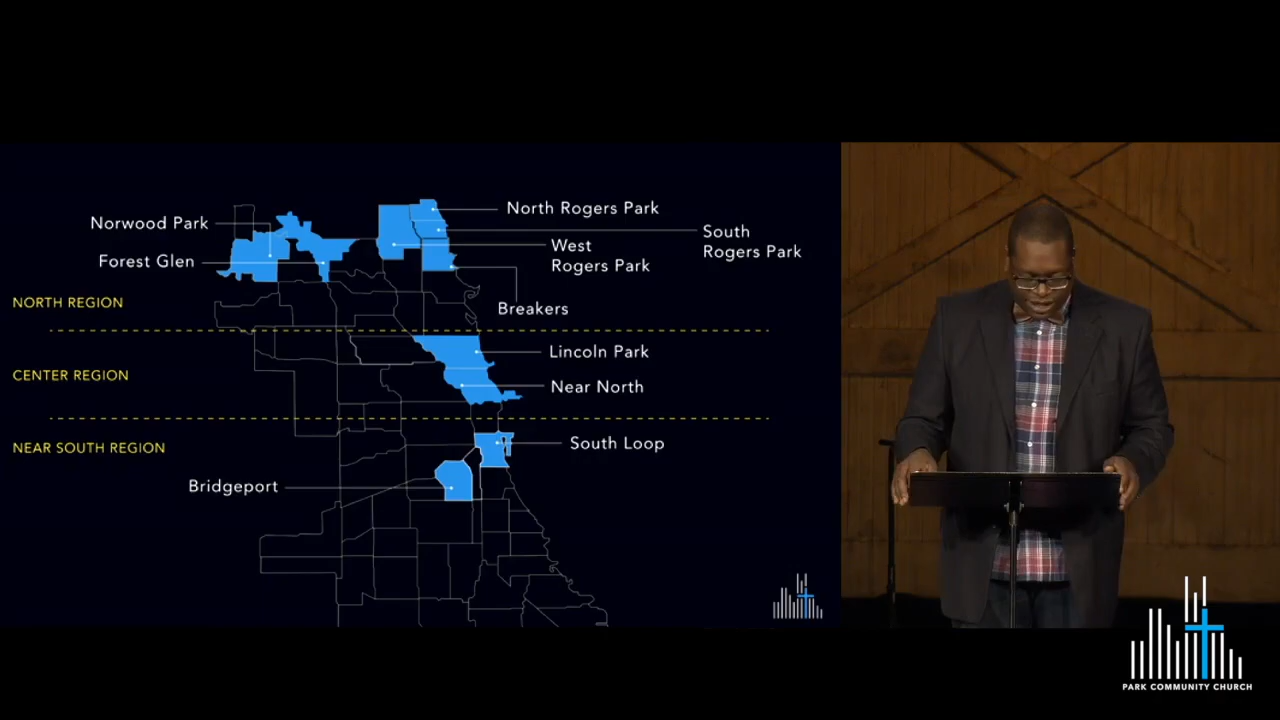 Norwood Park
North Rogers Park
South
Rogers Park
West
Rogers Park
Forest Glen
NORTH REGION
Breakers
Lincoln Park
CENTER REGION
Near North
NEAR SOUTH REGION
South Loop
Bridgeport
PARK COMMUNITY CHURCH